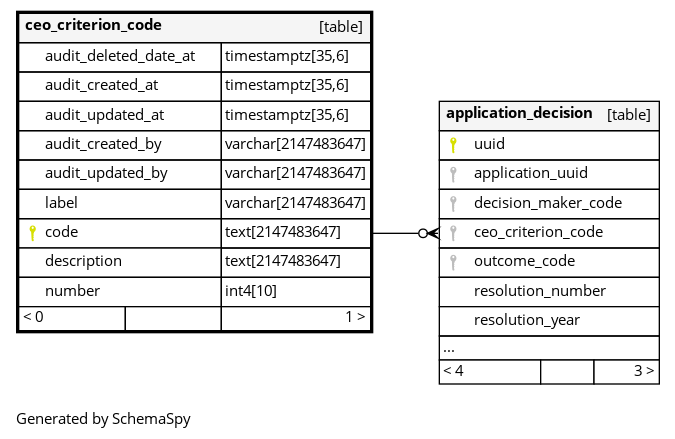 ceo_criterion_code [table]
audit_deleted_date_at timestamptz[35,6]
audit_created_at timestamptz[35,6]
audit_updated_at timestamptz[35,6]
audit_created_by varchar[2147483647]
audit_updated_by varchar[2147483647]
label varchar[2147483647]
code text[2147483647]
description text[2147483647]
number int4[10]
< 0 1 >
application_decision [table]
uuid
application_uuid
decision_maker_code
ceo_criterion_code
outcome_code
resolution_number
resolution_year
...
< 4 3 >
Generated by SchemaSpy